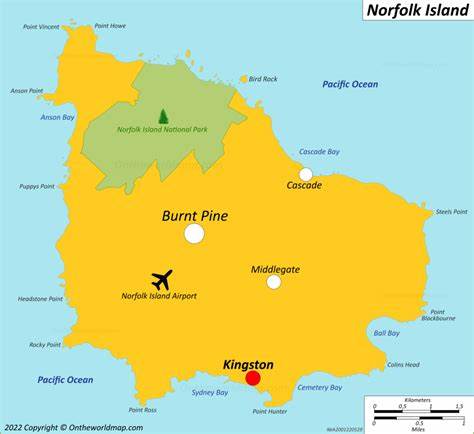 Norfolk Island
Point Vincent
Point Howe
Bird Rock
Pacific Ocean
Anson Point
Anson Bay
Norfolk Island National Park
Cascade Bay
Cascade
Puppys Point
Burnt Pine
Steels Point
Middlegate
Norfolk Island Airport
Headstone Point
Point
Blackbourne
Ball Bay
Rocky Point
Kingston
Colins Head
Pacific Ocean
Sydney Bay
Cemetery Bay
Point Ross
Point Hunter
Kilometers
0 0.5 1 1.5
0 0.5 1
Miles
2022 Copyright © Ontheworldmap.com